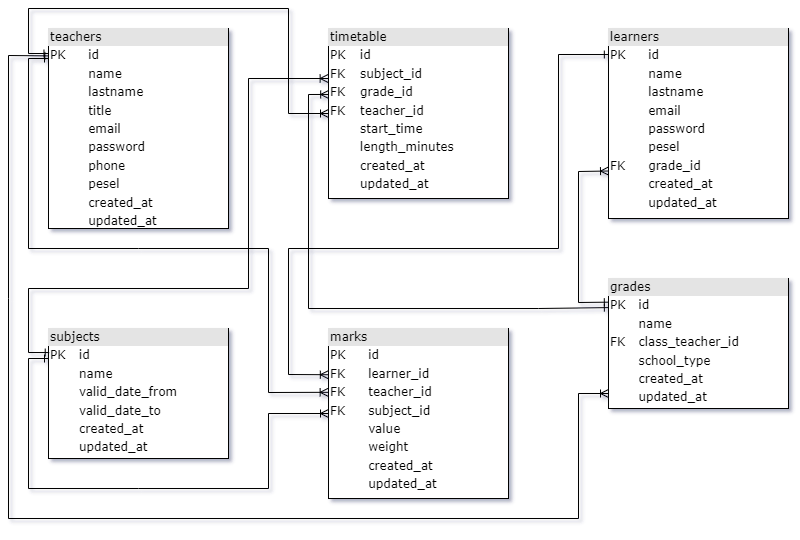 teachers
PK id
name
lastname
title
email
password
phone
pesel
created_at
updated_at
timetable
PK id
FK subject_id
FK grade_id
FK teacher_id
start_time
length_minutes
created_at
updated_at
learners
PK id
name
lastname
email
password
pesel
FK grade_id
created_at
updated_at
subjects
PK id
name
valid_date_from
valid_date_to
created_at
updated_at
marks
PK id
FK learner_id
FK teacher_id
FK subject_id
value
weight
created_at
updated_at
grades
PK id
name
FK class_teacher_id
school_type
created_at
updated_at